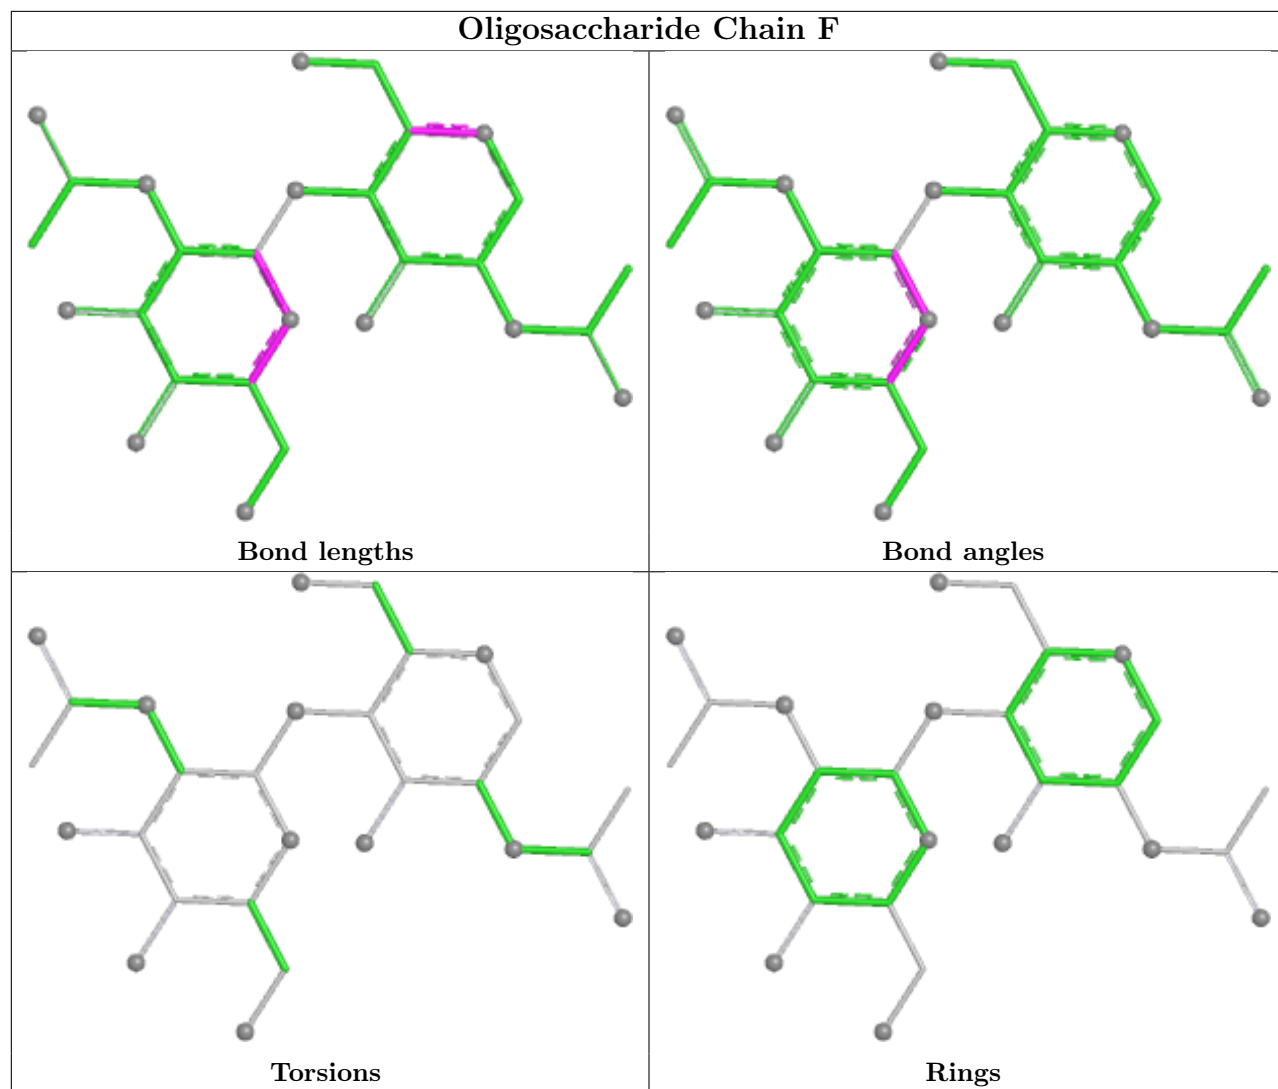 Oligosaccharide Chain F
Bond lengths
Bond angles
Torsions
Rings